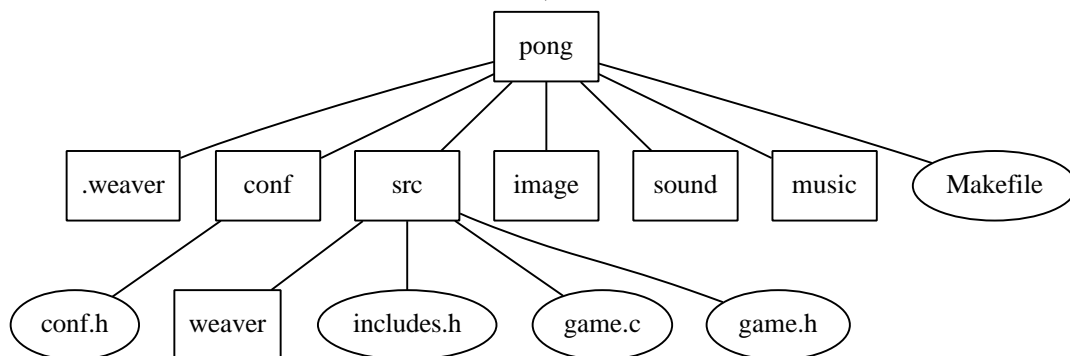 pong
.weaver conf src image sound music Makefile
conf.h weaver includes.h game.c game.h